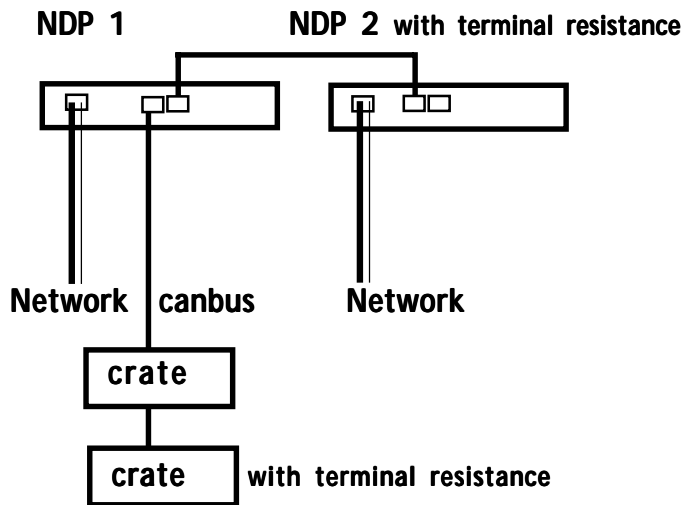 NDP 1
NDP 2 with terminal resistance
Network
canbus
Network
crate
crate
with terminal resistance